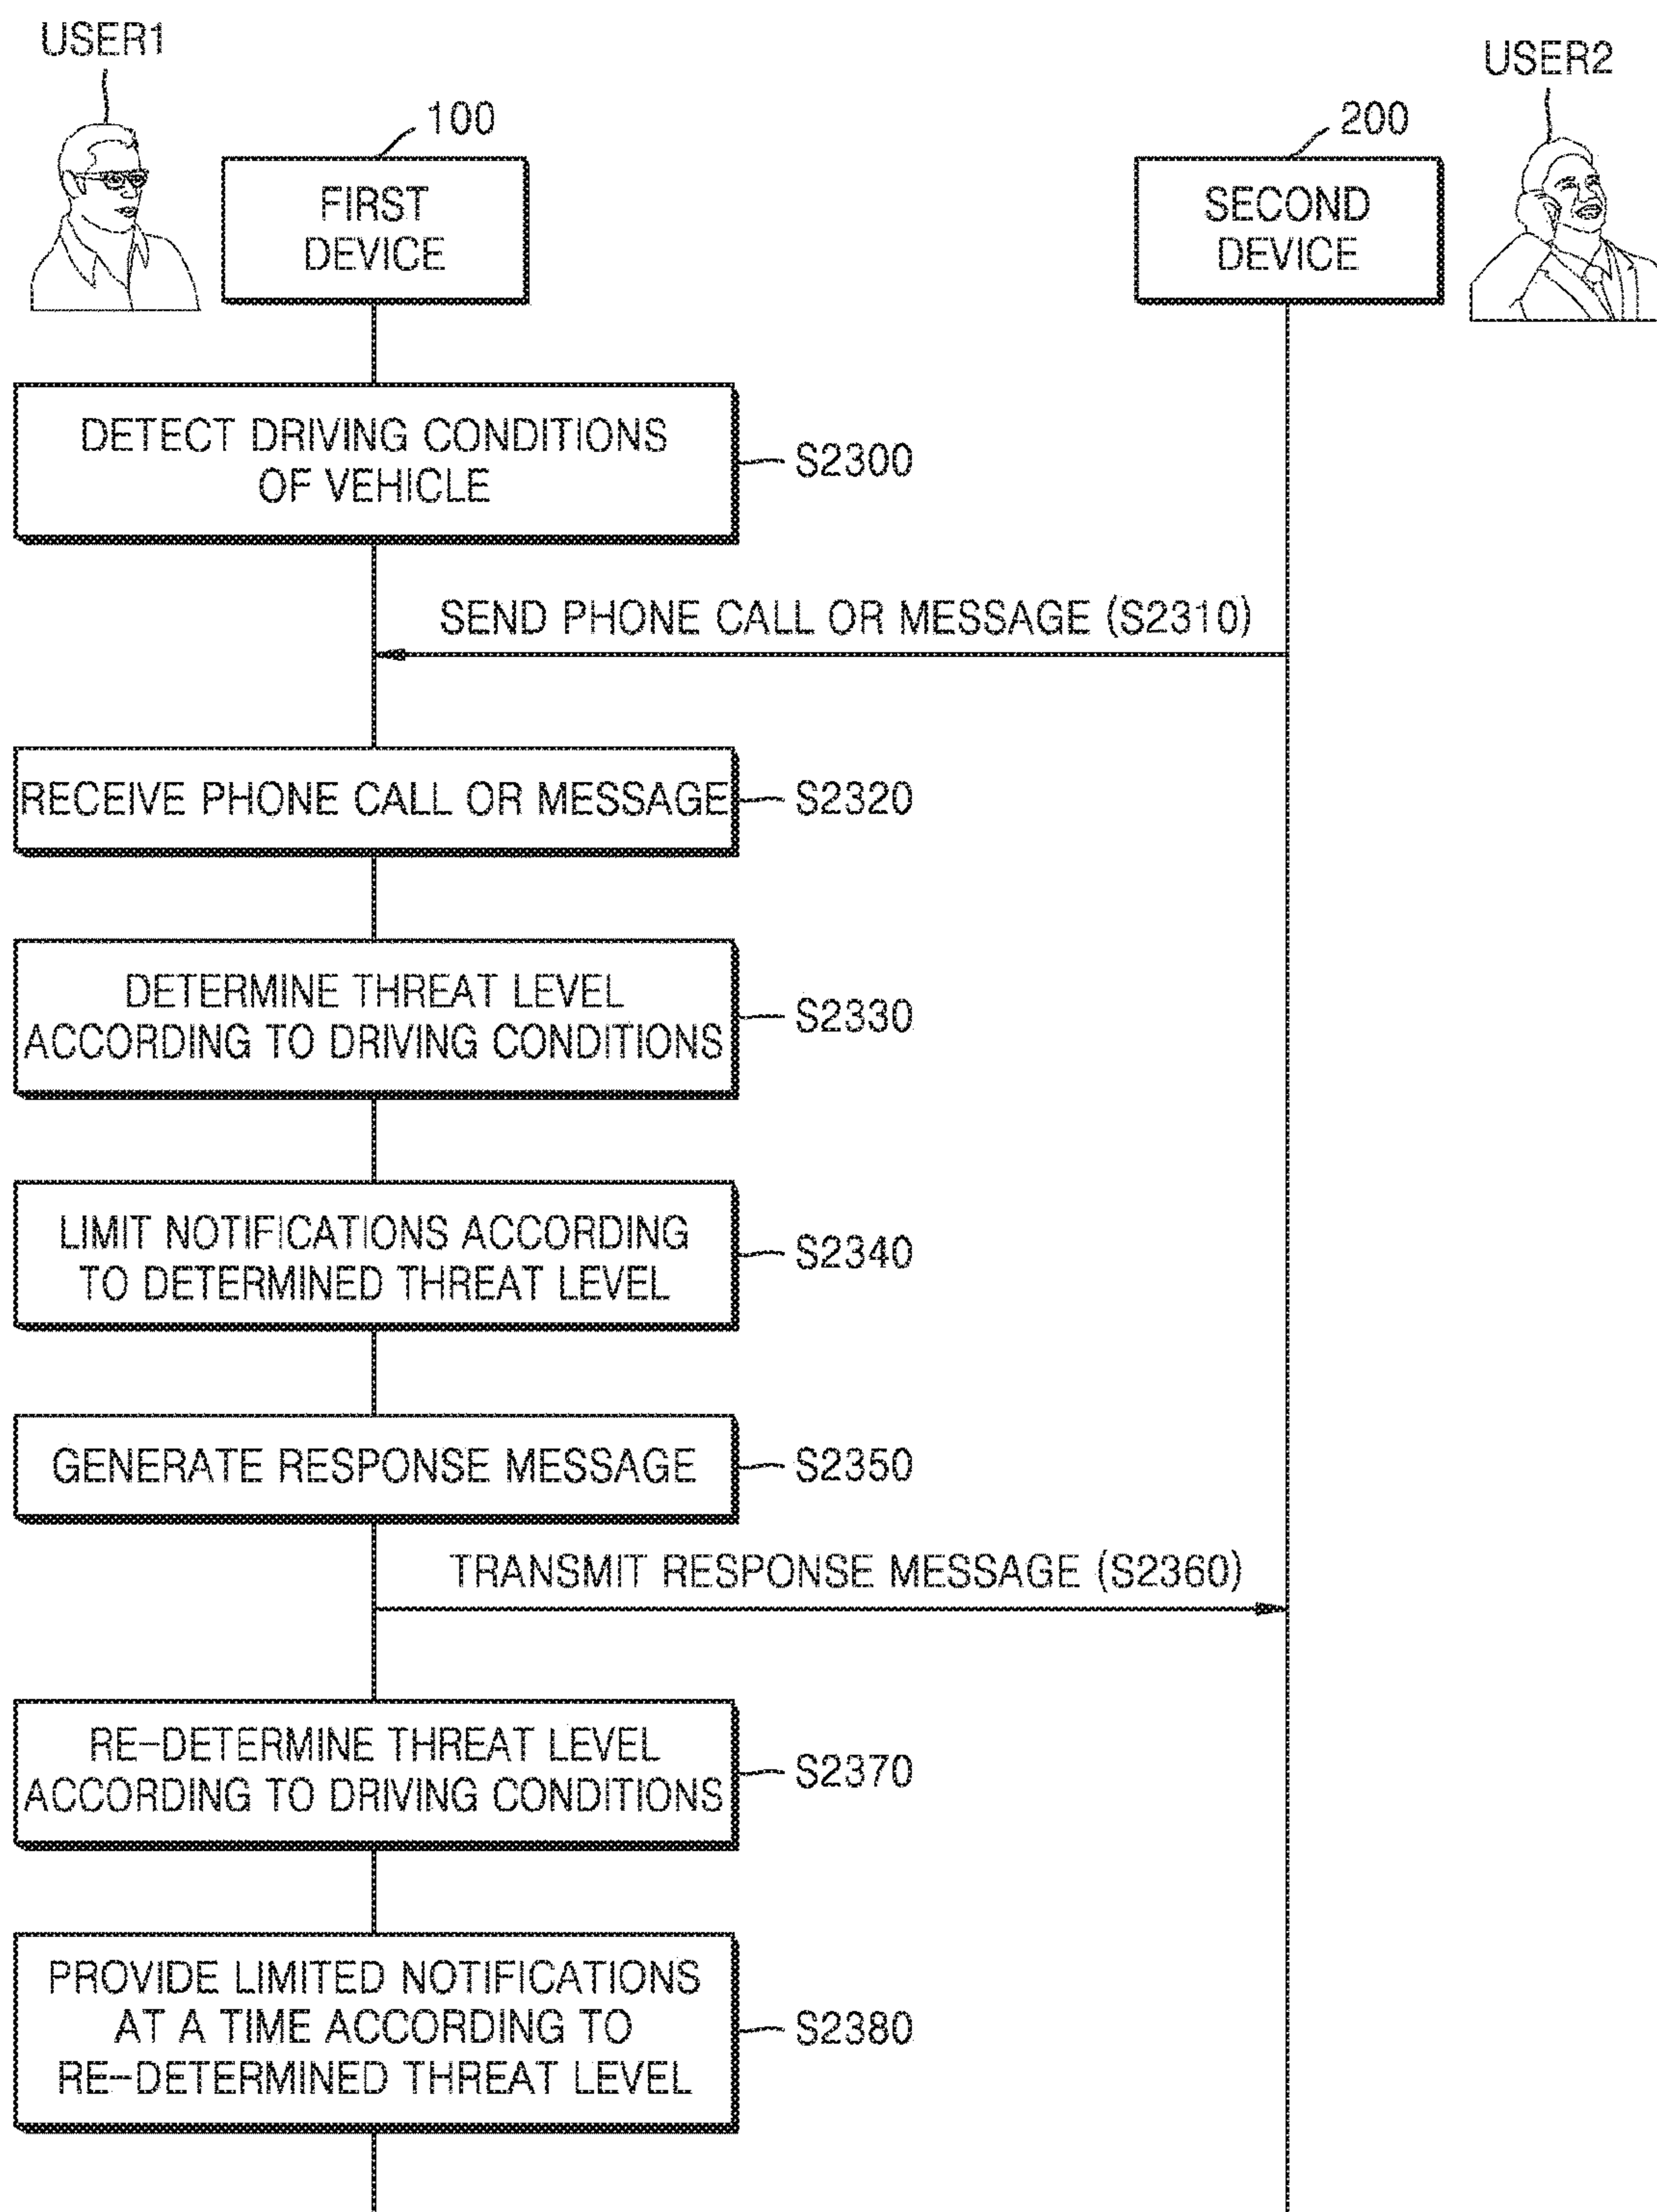 USER1
USER2
100
200
FIRST
DEVICE
SECOND
DEVICE
DETECT DRIVING CONDITIONS
OF VEHICLE
S2300
SEND PHONE CALL OR MESSAGE (S2310)
RECEIVE PHONE CALL OR MESSAGE
S2320
DETERMINE THREAT LEVEL
ACCORDING TO DRIVING CONDITIONS
S2330
LIMIT NOTIFICATIONS ACCORDING
TO DETERMINED THREAT LEVEL
S2340
GENERATE RESPONSE MESSAGE
S2350
TRANSMIT RESPONSE MESSAGE (S2360)
RE-DETERMINE THREAT LEVEL
ACCORDING TO DRIVING CONDITIONS
S2370
PROVIDE LIMITED NOTIFICATIONS
AT A TIME ACCORDING TO
RE-DETERMINED THREAT LEVEL
S2380